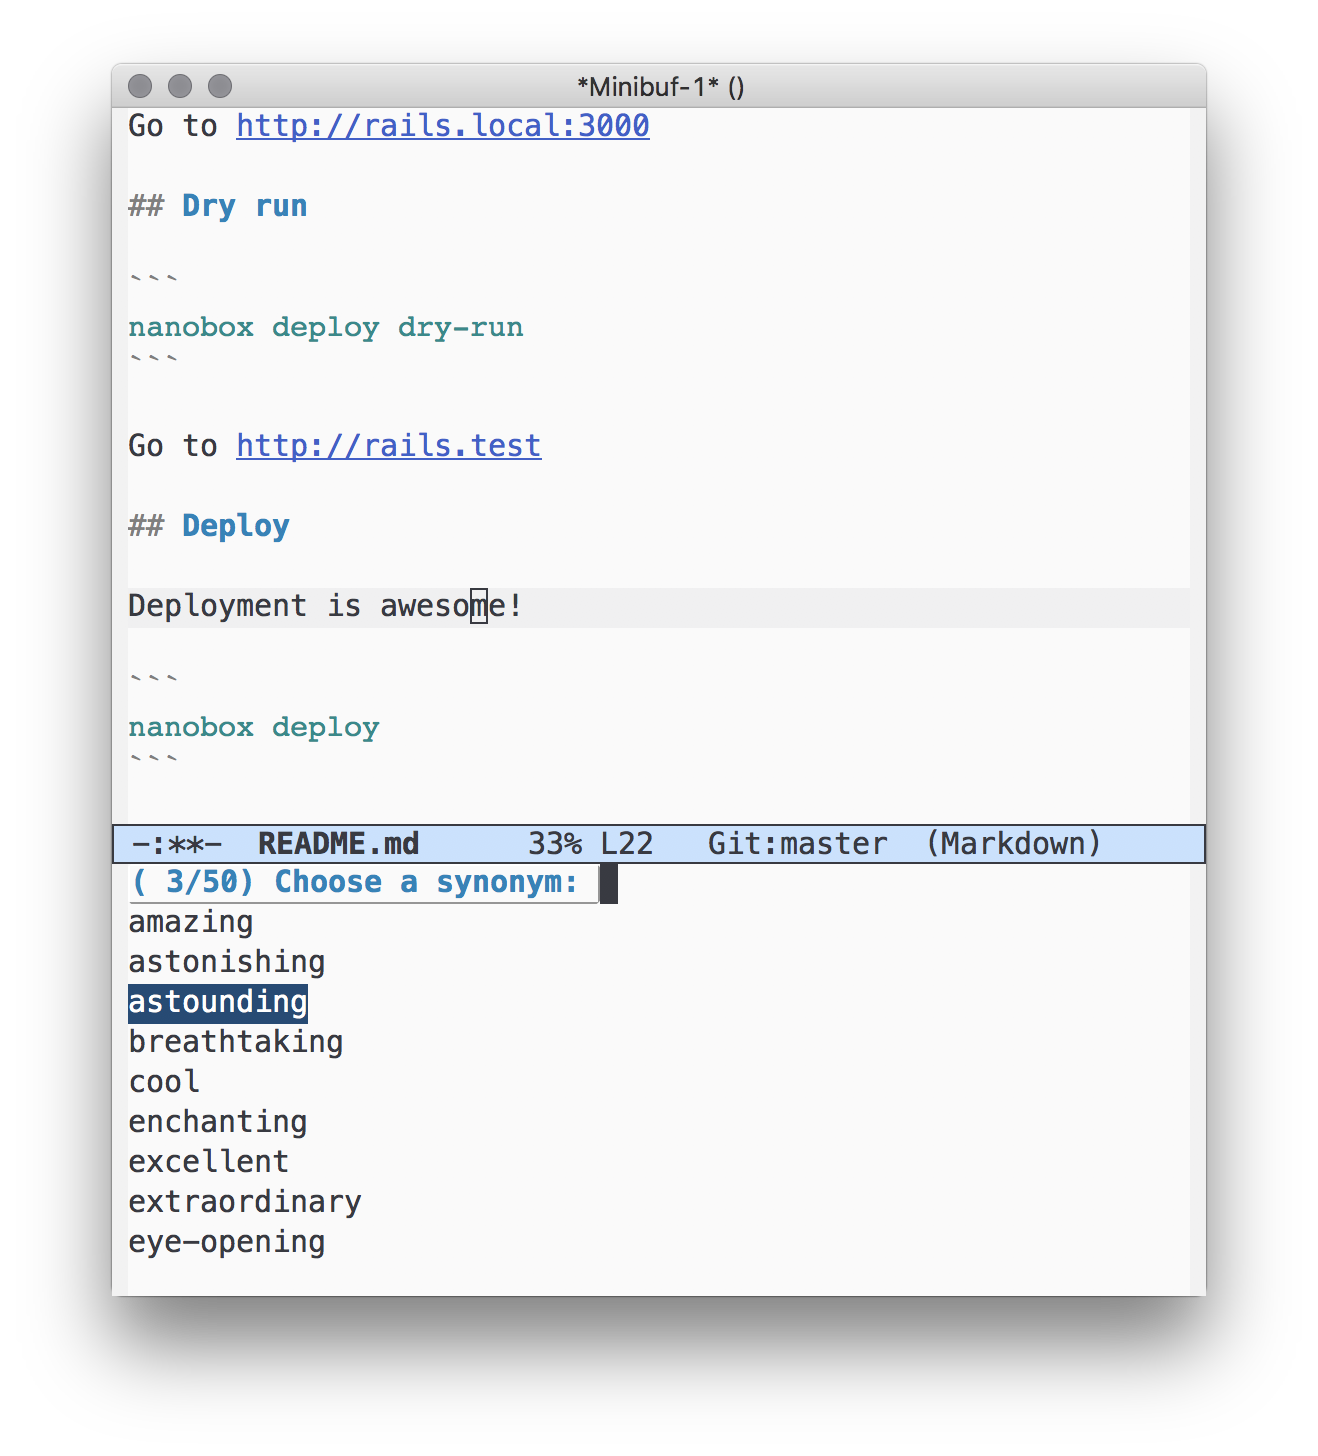 *Minibuf-1* ()
Go to http://rails.local:3000
## Dry run
```
nanobox deploy dry-run
```
Go to http://rails.test
## Deploy
Deployment is awesome!
```
nanobox deploy
```
-:**-  README.md      33% L22   Git:master  (Markdown)
( 3/50) Choose a synonym:
amazing
astonishing
astounding
breathtaking
cool
enchanting
excellent
extraordinary
eye-opening